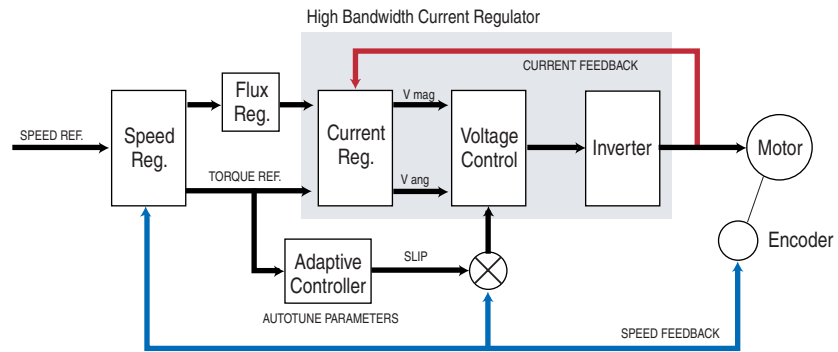 High Bandwidth Current Regulator
CURRENT FEEDBACK
Flux
Reg.
V mag
SPEED REF.
Speed
Reg.
Current
Reg.
Voltage
Control
Inverter
Motor
TORQUE REF.
V ang
Encoder
Adaptive
Controller
SLIP
AUTOTUNE PARAMETERS
SPEED FEEDBACK